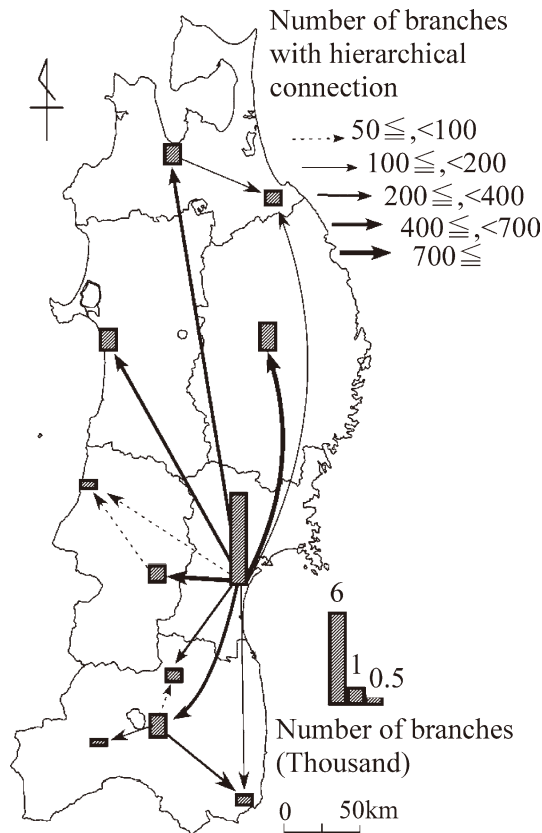 Number of branches
with hierarchical
connection
50≦,<100
100≦,<200
200≦,<400
400≦,<700
700≦
6
1
0.5
Number of branches
(Thousand)
0 50km